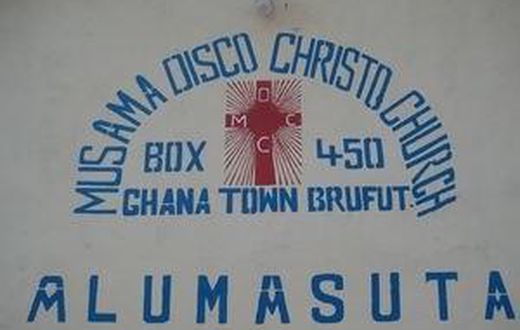 MUSAMA DISCO CHRISTO CHURCH
D
M C
C
BOX 450
GHANA TOWN BRUFUT.
ALUMASUTA